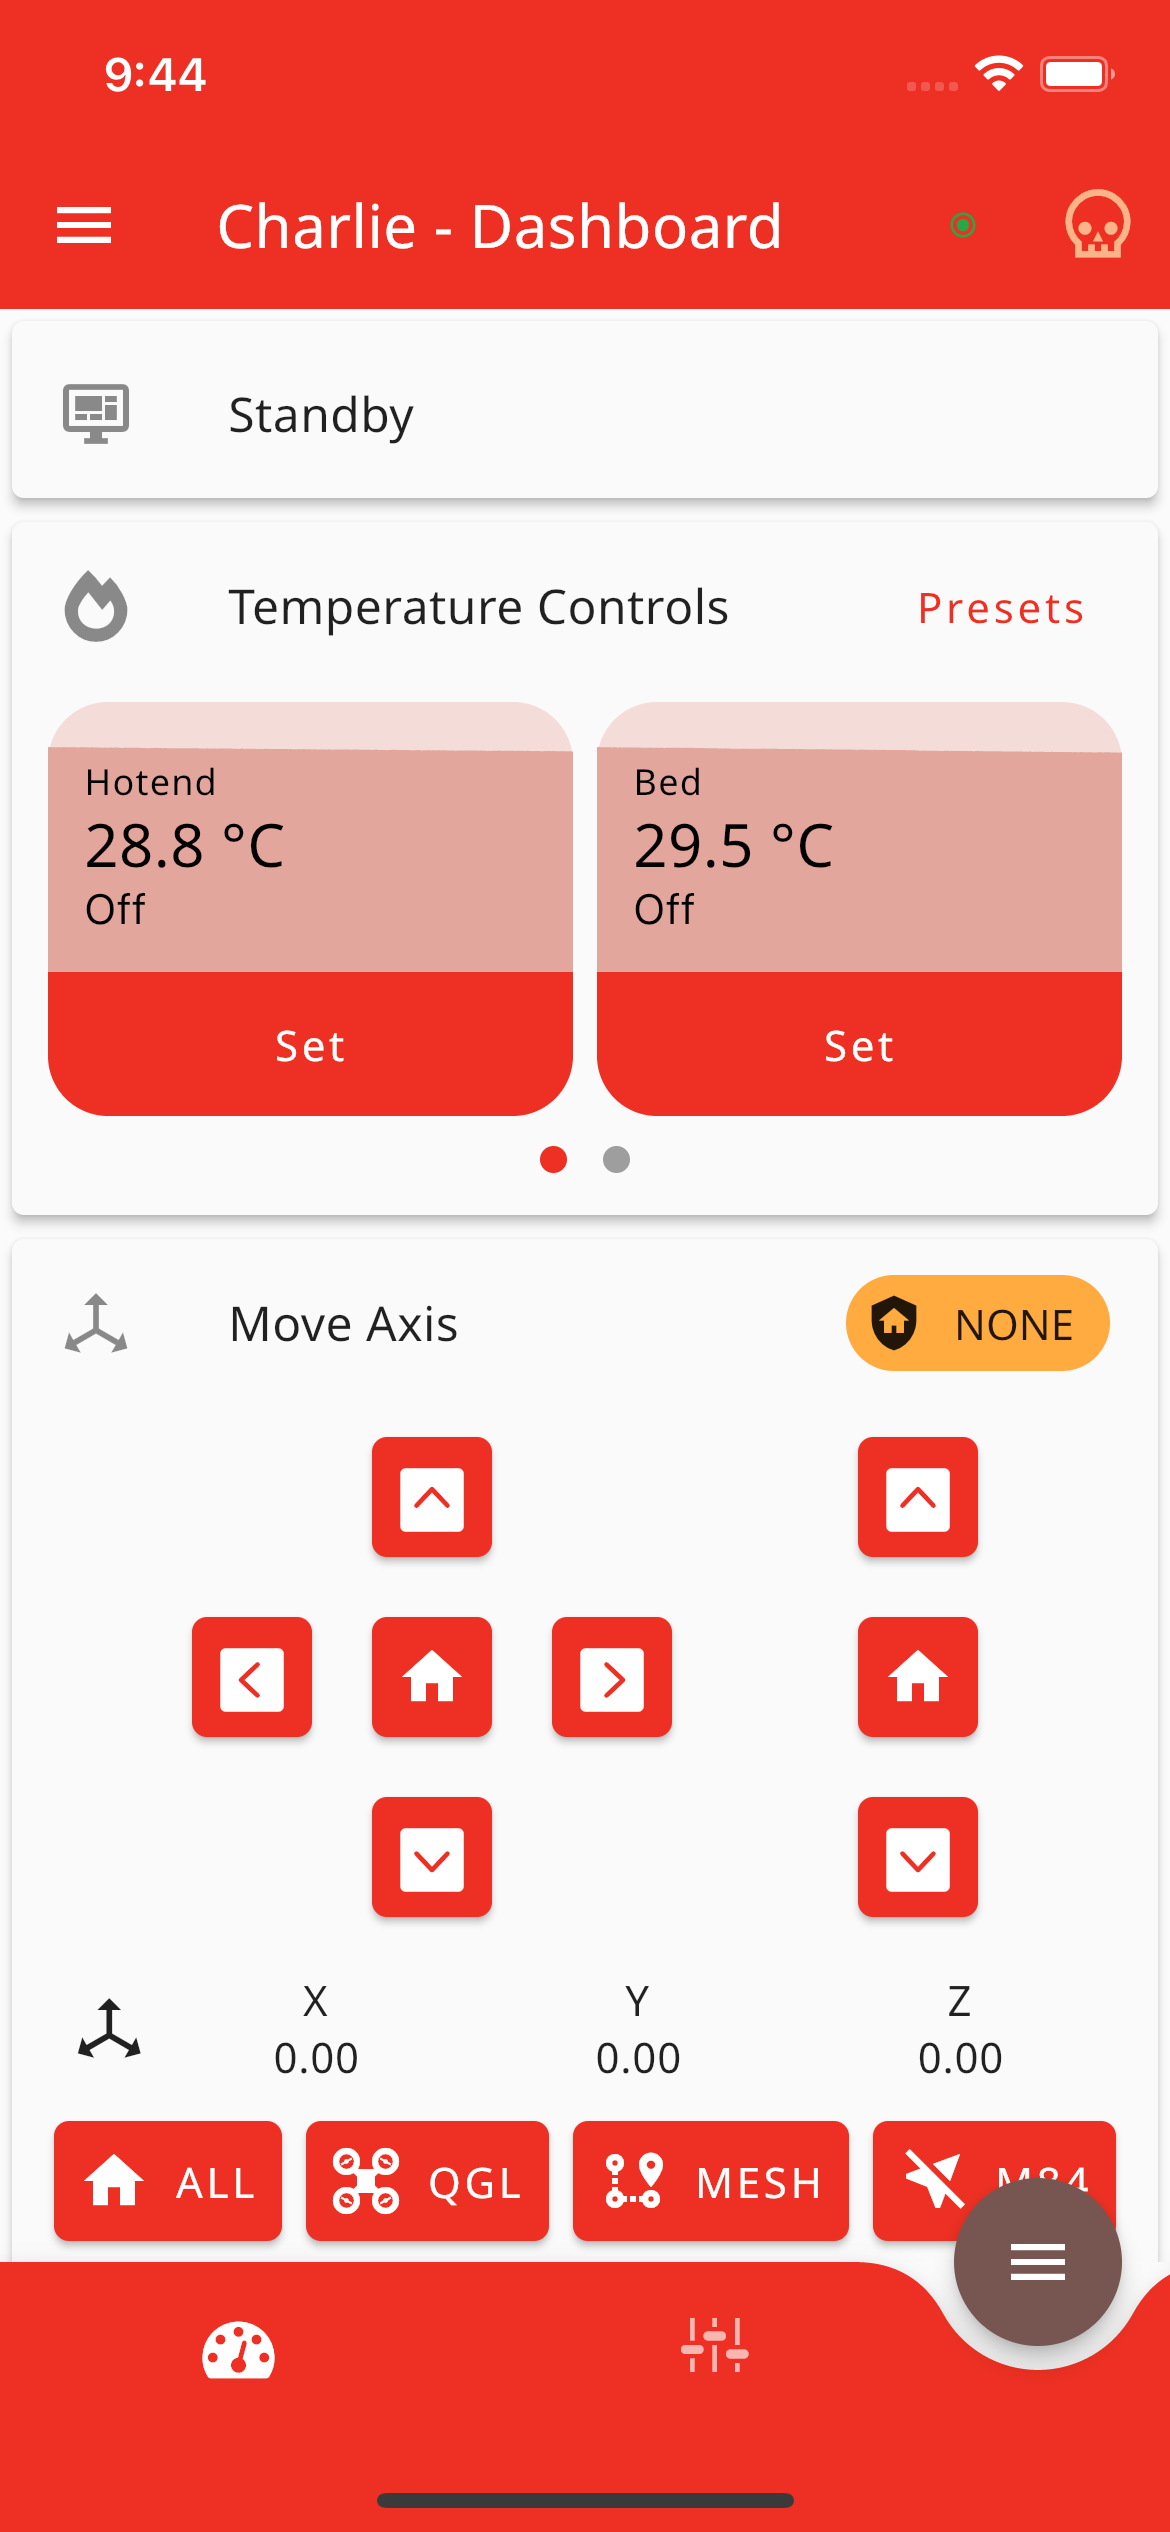 9:44
Charlie - Dashboard
Standby
Temperature Controls Presets
Hotend
28.8 °C
Off
Set
Bed
29.5 °C
Off
Set
Move Axis NONE
X Y Z
0.00 0.00 0.00
ALL QGL MESH M84